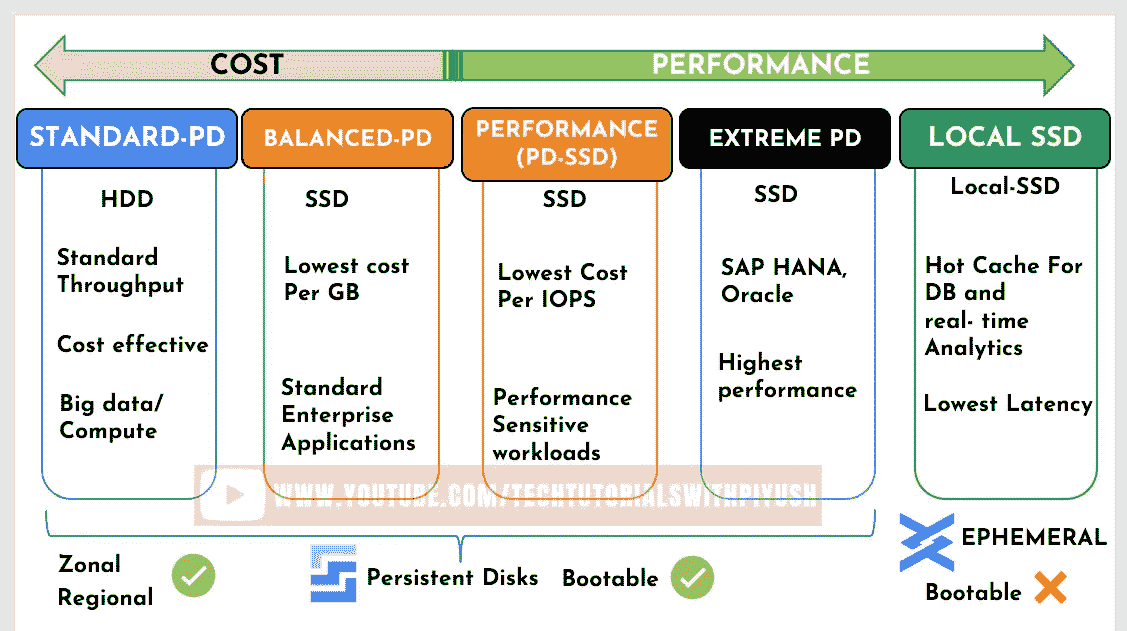 COST
PERFORMANCE
STANDARD-PD
HDD
Standard
Throughput
Cost effective
Big data/
Compute
BALANCED-PD
SSD
Lowest cost
Per GB
Standard
Enterprise
Applications
PERFORMANCE
(PD-SSD)
SSD
Lowest Cost
Per IOPS
Performance
Sensitive
workloads
EXTREME PD
SSD
SAP HANA,
Oracle
Highest
performance
LOCAL SSD
Local-SSD
Hot Cache For
DB and
real- time
Analytics
Lowest Latency
WWW.YOUTUBE.COM/TECHTUTORIALSWITHPIYUSH
Zonal
Regional
Persistent Disks
Bootable
EPHEMERAL
Bootable